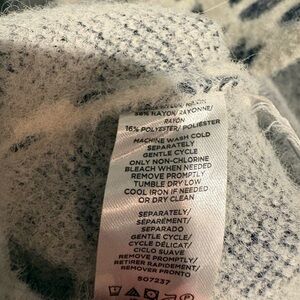 58% RAYON/ RAYONNE/
RAYON
16% POLYESTER/ POLIESTER
MACHINE WASH COLD
SEPARATELY
GENTLE CYCLE
ONLY NON-CHLORINE
BLEACH WHEN NEEDED
REMOVE PROMPTLY
TUMBLE DRY LOW
COOL IRON IF NEEDED
OR DRY CLEAN
SEPARATELY/
SÉPARÉMENT/
SEPARADO
GENTLE CYCLE/
CYCLE DÉLICAT/
CICLO SUAVE
REMOVE PROMPTLY/
RETIRER RAPIDEMENT/
REMOVER PRONTO
S07237